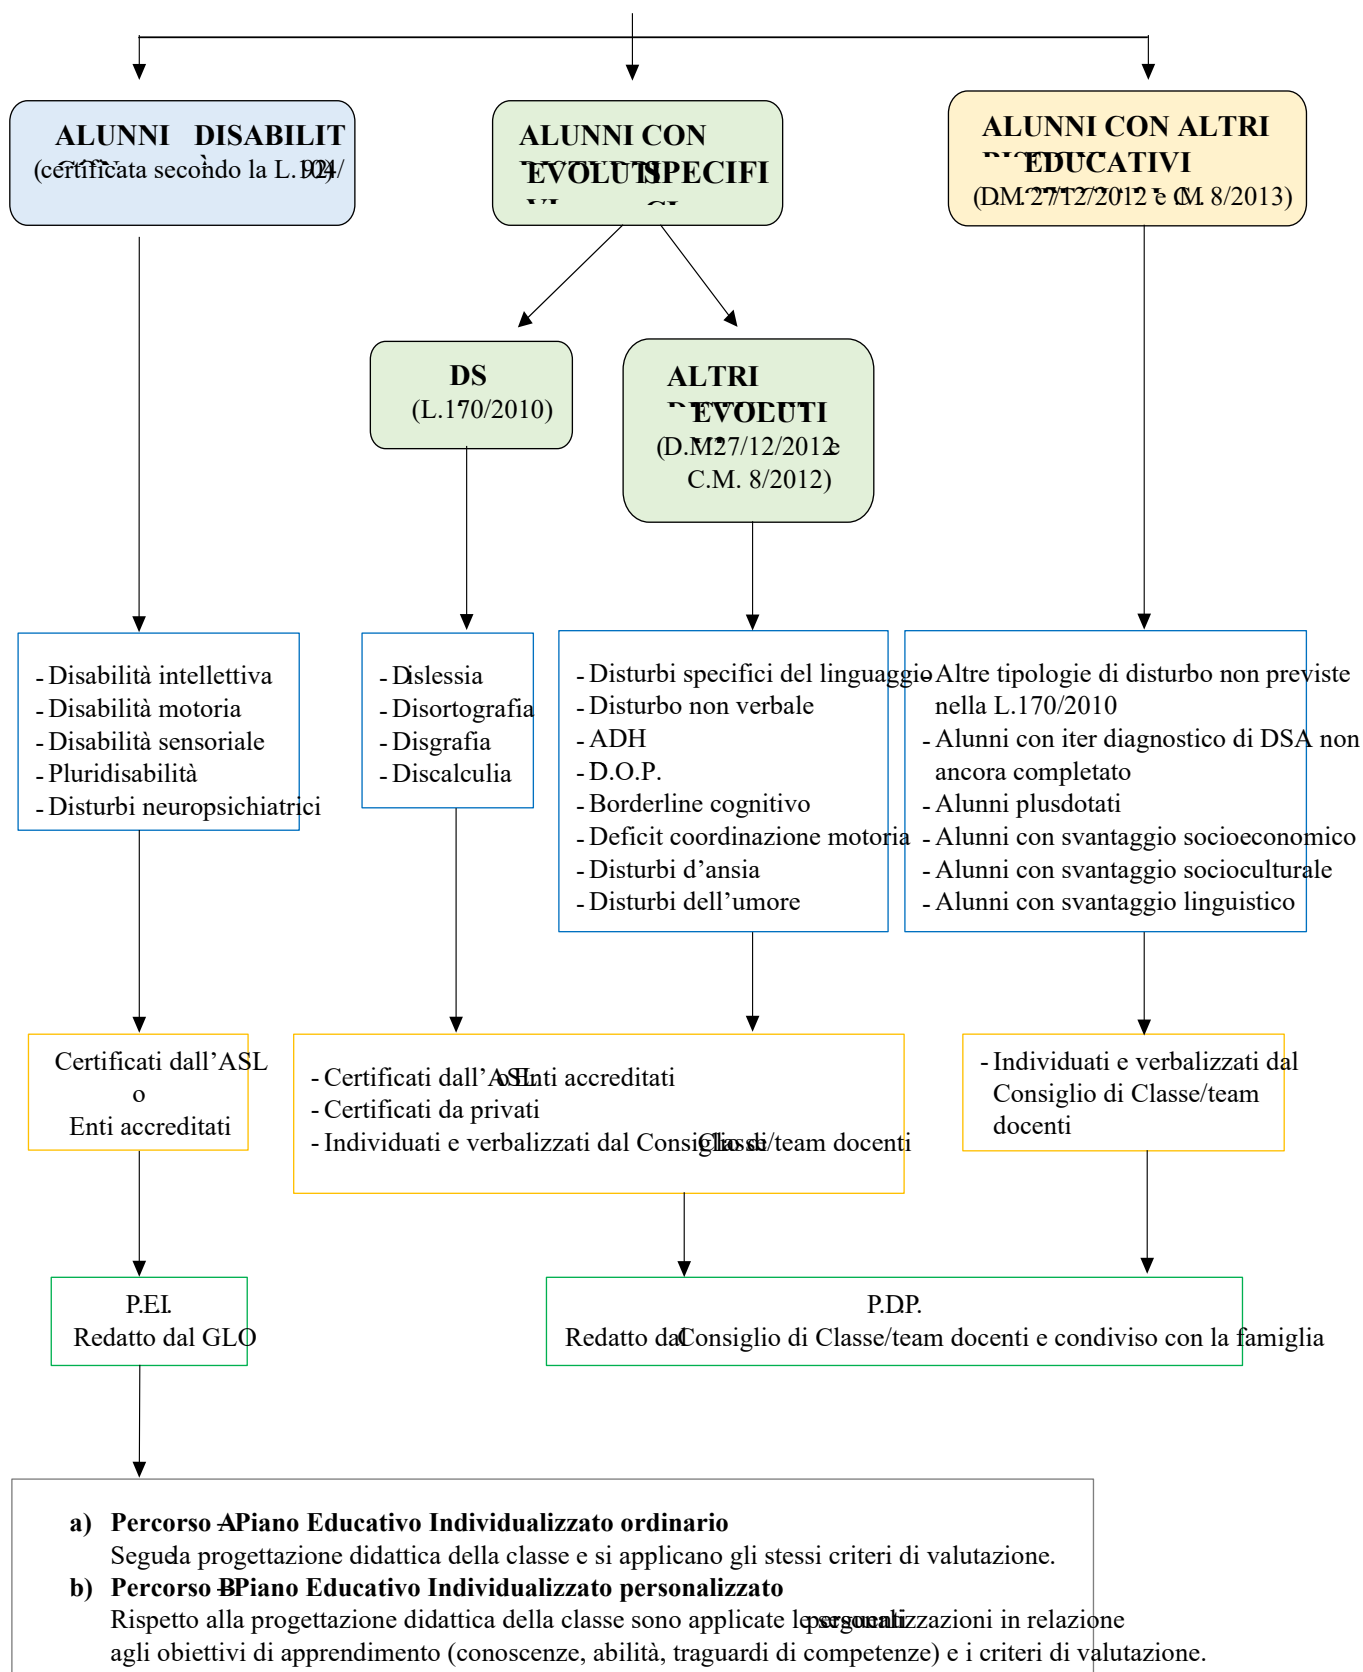 ALUNNI DISABILIT
(certificata secondo la L.104/
ALUNNI CON
EVOLUTI SPECIFI
ALUNNI CON ALTRI
EDUCATIVI
(D.M. 27/12/2012 e C.M. 8/2013)
DS
(L.170/2010)
ALTRI
EVOLUTI
(D.M27/12/2012e
C.M. 8/2012)
- Disabilità intellettiva
- Disabilità motoria
- Disabilità sensoriale
- Pluridisabilità
- Disturbi neuropsichiatrici
- Dislessia
- Disortografia
- Disgrafia
- Discalculia
- Disturbi specifici del linguaggio
- Disturbo non verbale
- ADH
- D.O.P.
- Borderline cognitivo
- Deficit coordinazione motoria
- Disturbi d’ansia
- Disturbi dell’umore
- Altre tipologie di disturbo non previste
nella L.170/2010
- Alunni con iter diagnostico di DSA non
ancora completato
- Alunni plusdotati
- Alunni con svantaggio socioeconomico
- Alunni con svantaggio socioculturale
- Alunni con svantaggio linguistico
Certificati dall’ASL
o
Enti accreditati
- Certificati dall’ASL o Enti accreditati
- Certificati da privati
- Individuati e verbalizzati dal Consiglio di Classe/team docenti
- Individuati e verbalizzati dal
Consiglio di Classe/team
docenti
P.E.I.
Redatto dal GLO
P.D.P.
Redatto dal Consiglio di Classe/team docenti e condiviso con la famiglia
a) Percorso A – Piano Educativo Individualizzato ordinario
Segue la progettazione didattica della classe e si applicano gli stessi criteri di valutazione.
b) Percorso B – Piano Educativo Individualizzato personalizzato
Rispetto alla progettazione didattica della classe sono applicate le seguenti personalizzazioni in relazione
agli obiettivi di apprendimento (conoscenze, abilità, traguardi di competenze) e i criteri di valutazione.